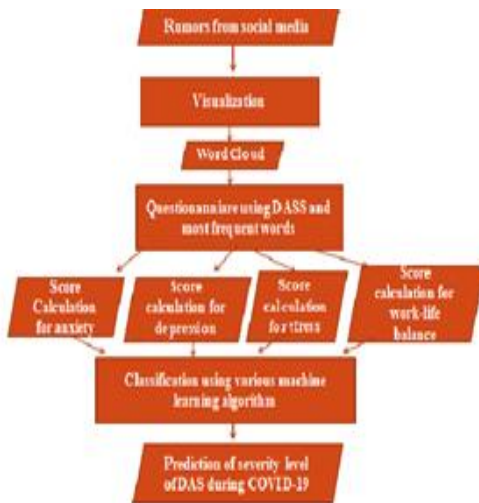 Rumors from social media
Visualization
Word Cloud
Questionanniare using DASS and
most frequent words
Score
Calculation
for anxiety
Score
calculation for
depression
Score
calculation
for stress
Score
calculation for
work-life
balance
Classification using various machine
learning algorithm
Prediction of severity level
of DAS during COVID-19